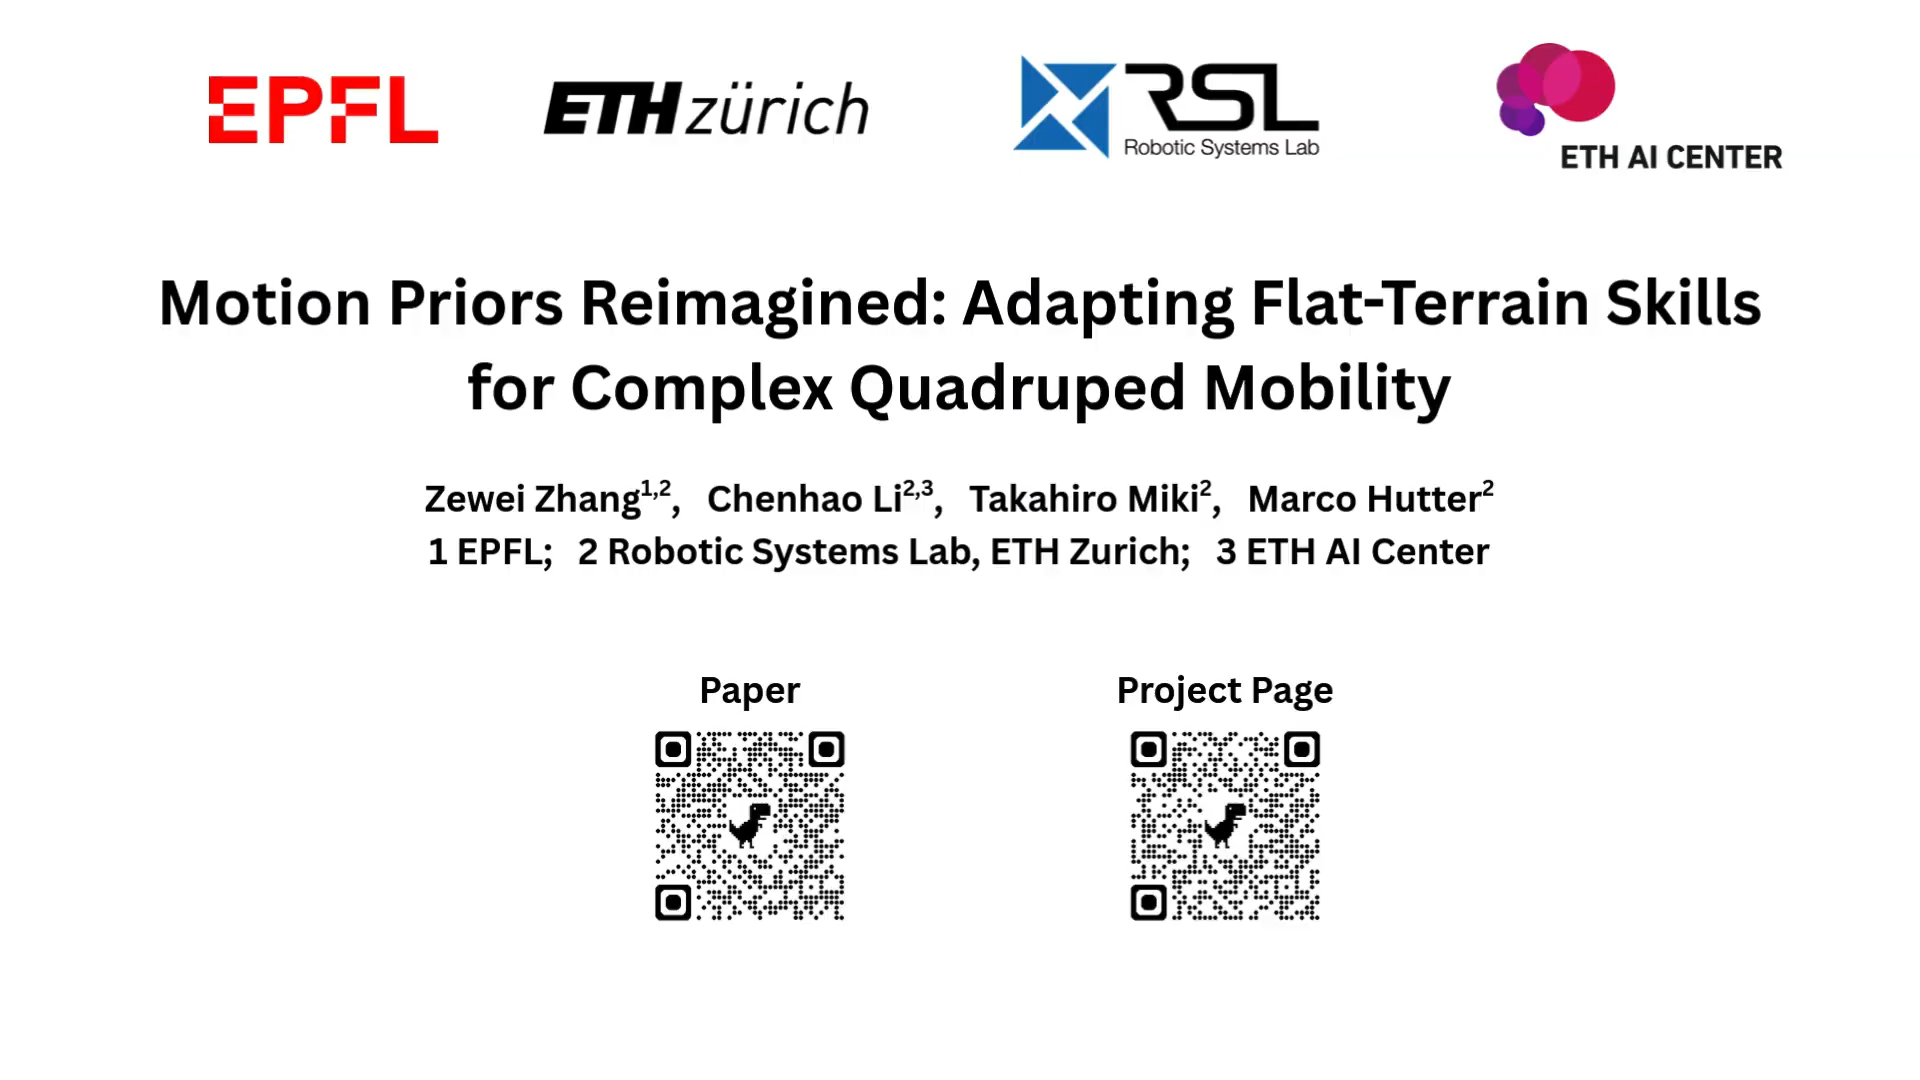 EPFL
ETH zürich
RSL
Robotic Systems Lab
ETH AI CENTER
Motion Priors Reimagined: Adapting Flat-Terrain Skills
for Complex Quadruped Mobility
Zewei Zhang1,2, Chenhao Li2,3, Takahiro Miki2, Marco Hutter2
1 EPFL; 2 Robotic Systems Lab, ETH Zurich; 3 ETH AI Center
Paper
Project Page